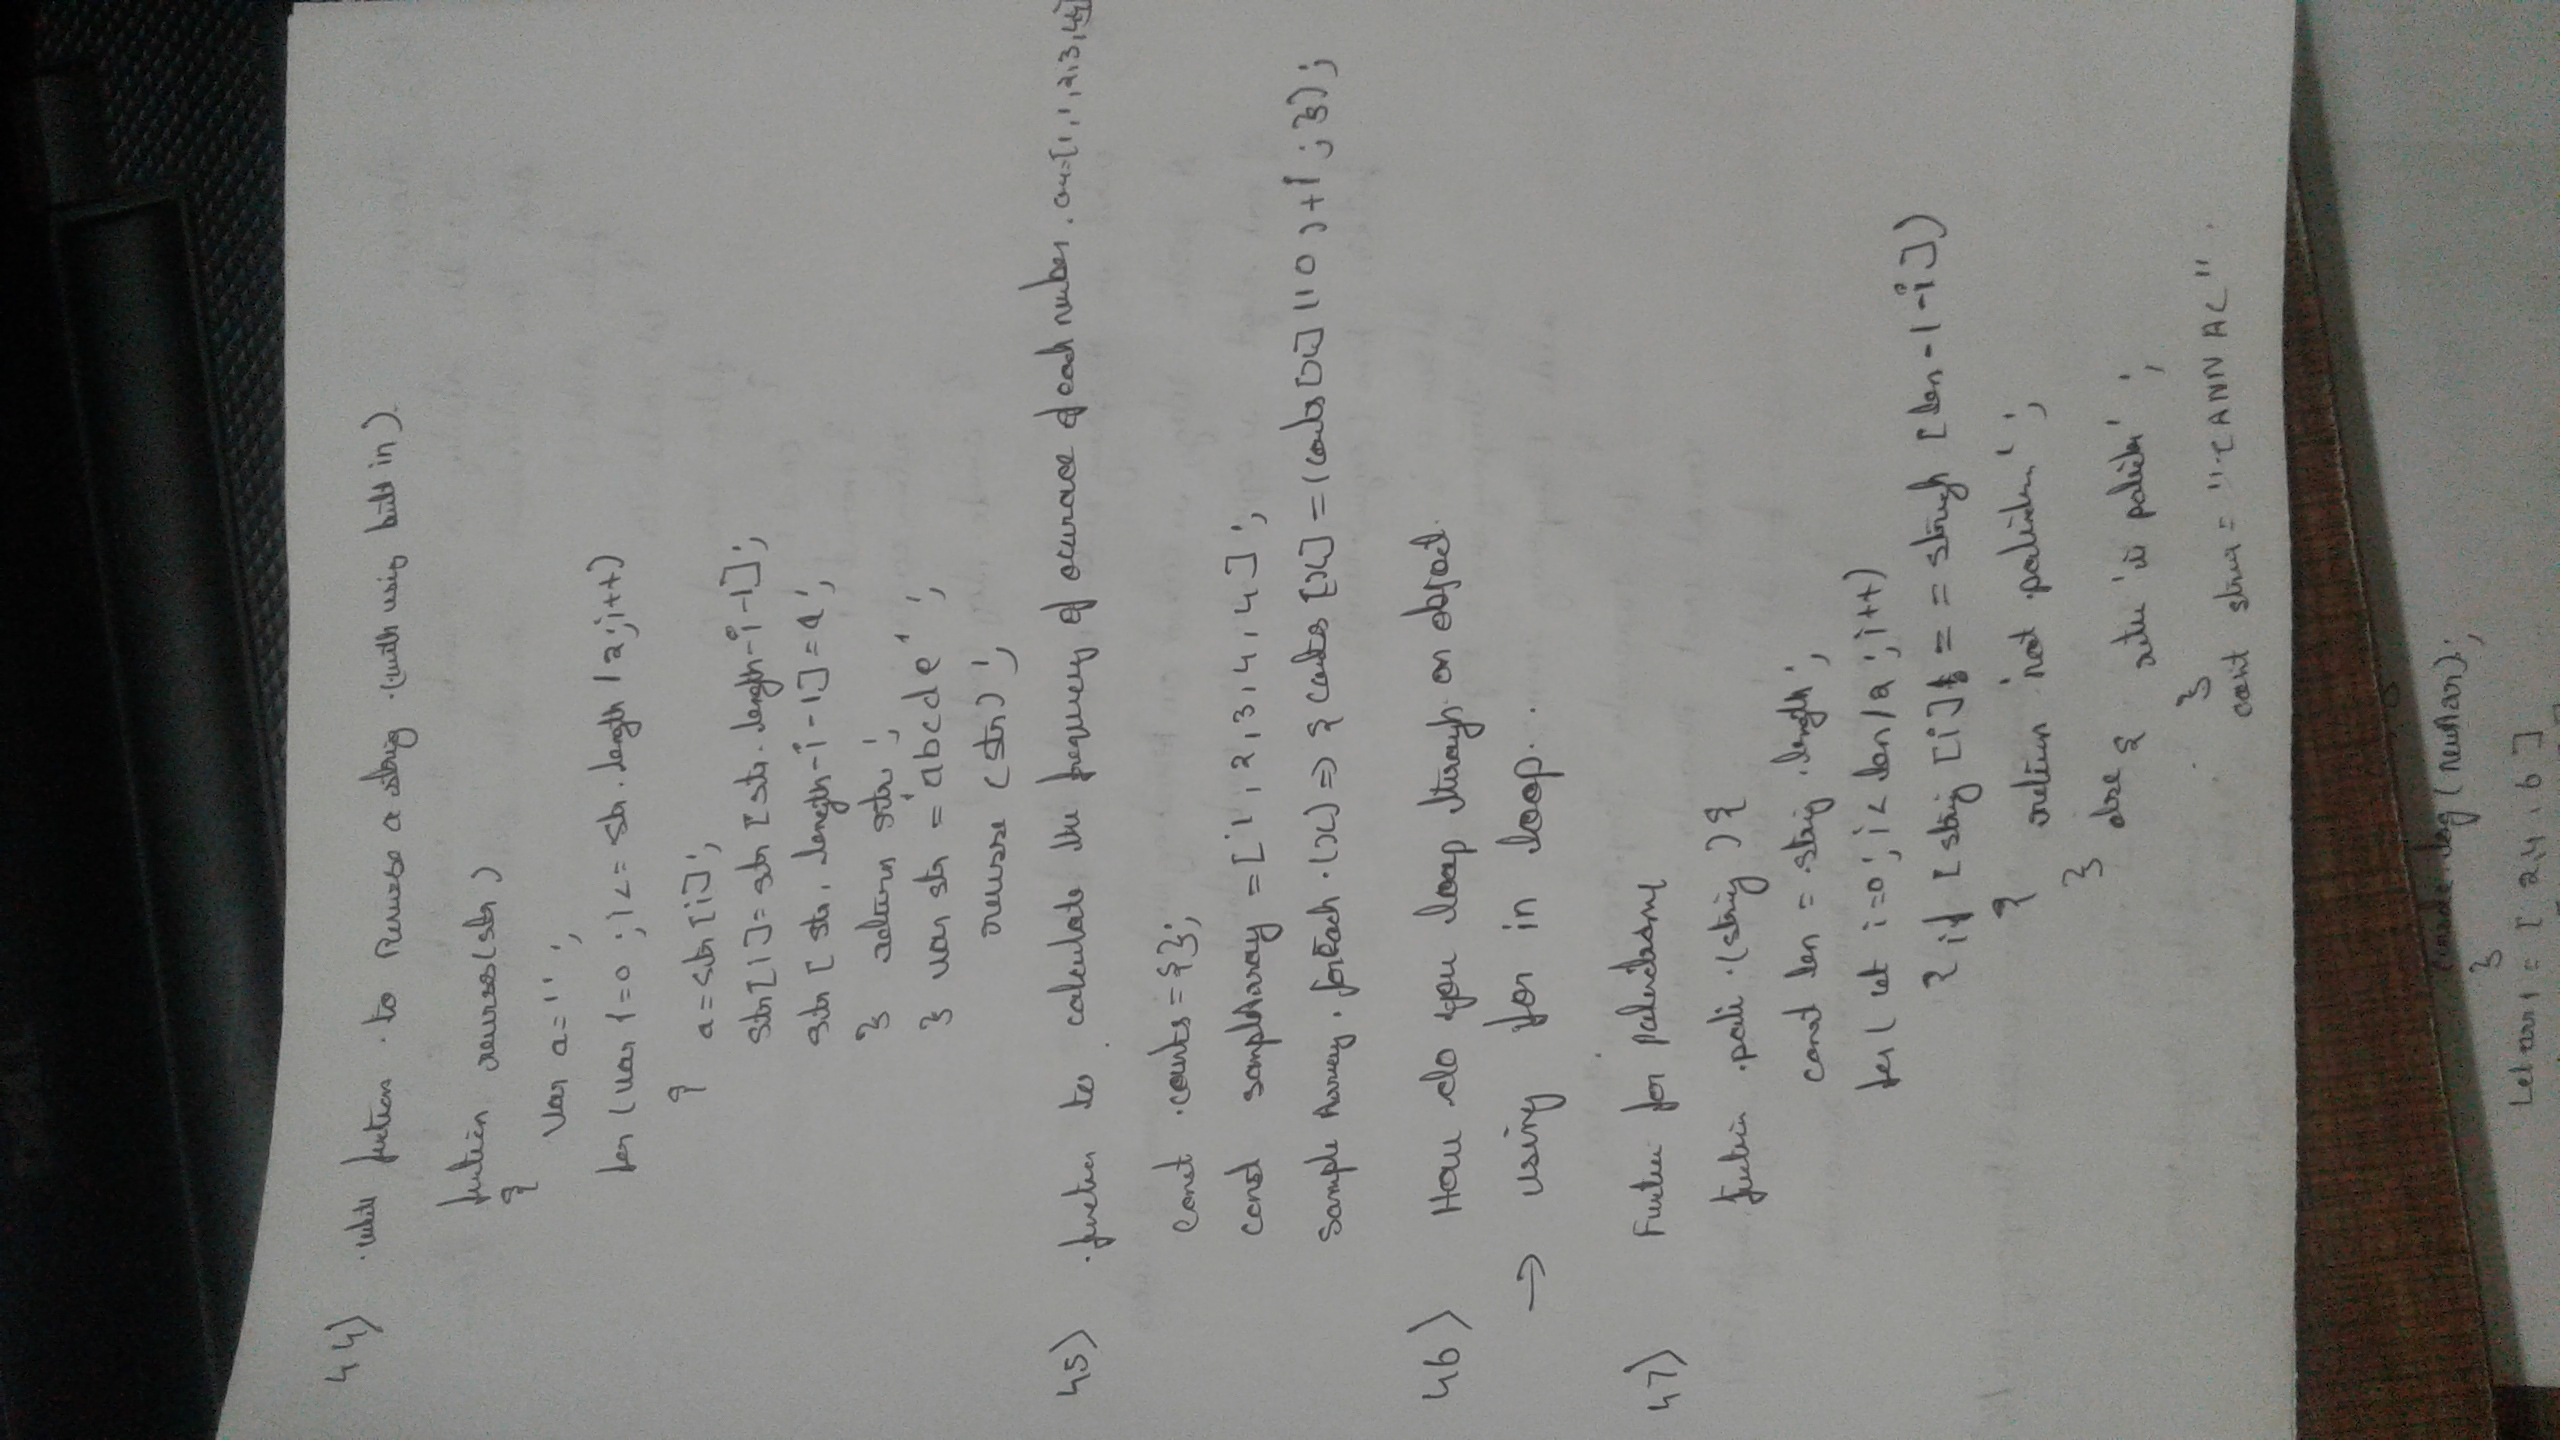 44) write function to Reverse a string (with using built in).
function reverse(str)
{
var a='';
for (var i=0; i<= str.length/2; i++)
{ a=str[i];
str[i]=str[str.length-i-1];
str[str.length-i-1]=a;
} return str;
} var str = 'abcde';
reverse (str);
45) function to calculate the frequency of occurace of each number. arr=[1,1,2,3,44]
const counts={};
const sampleArray =[1,2,3,4,4];
Sample Array.forEach.(x)=> { counts [x] =(counts[x] ||0)+1; });
46) How do you loop through an object.
→ using for in loop..
47) Function for palindrome
function pali (string) {
const len = string.length;
for( let i=0; i< len/2; i++)
{ if [string [i] !== string [len-1-i])
{ return 'not palindrom';
}
else { return 'is palindr';
}
const string = "CANNAC"
console.log(newArr);
}
Let arr1 = [2,4,6]